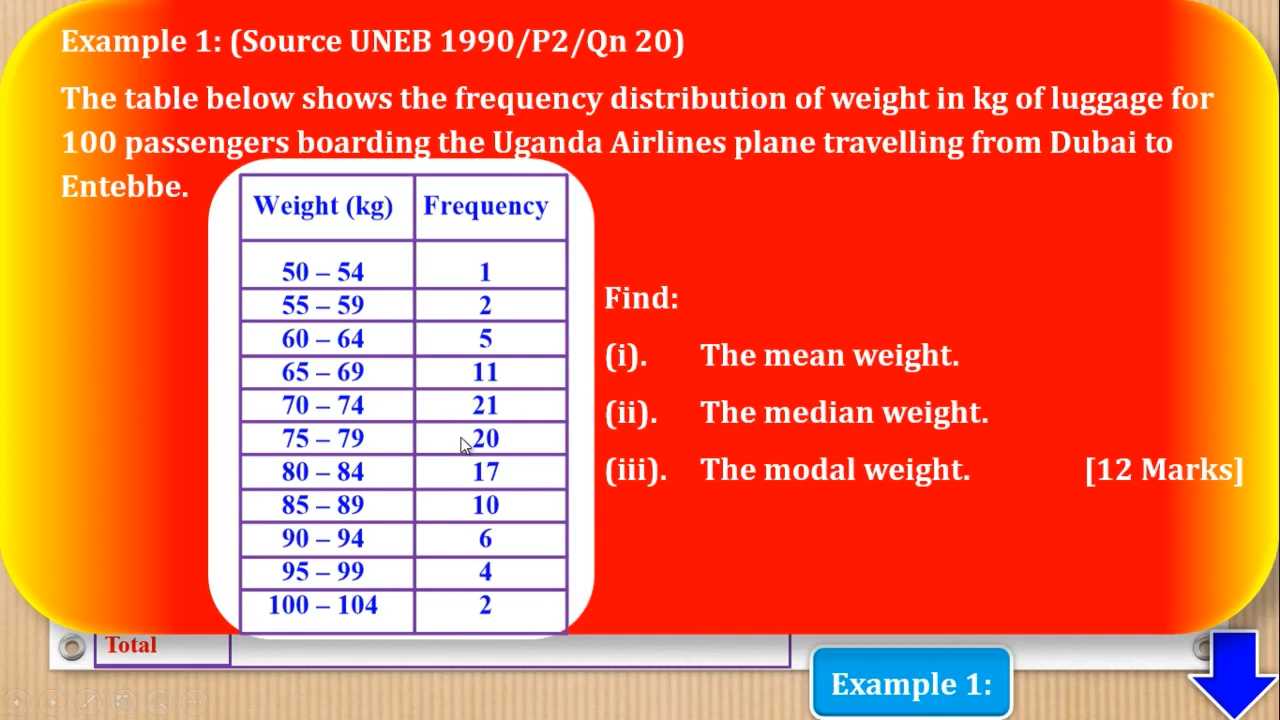 Example 1: (Source UNEB 1990/P2/Qn 20)
The table below shows the frequency distribution of weight in kg of luggage for
100 passengers boarding the Uganda Airlines plane travelling from Dubai to
Entebbe.
Weight (kg) Frequency
50 – 54 1
55 – 59 2
60 – 64 5
65 – 69 11
70 – 74 21
75 – 79 20
80 – 84 17
85 – 89 10
90 – 94 6
95 – 99 4
100 – 104 2
Find:
(i). The mean weight.
(ii). The median weight.
(iii). The modal weight. [12 Marks]
Total
Example 1: